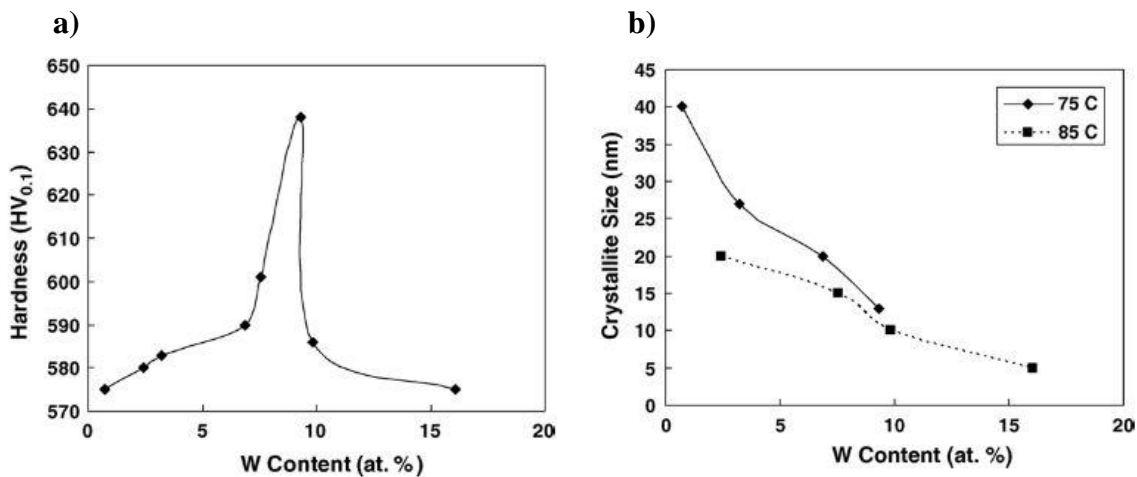 a)
650
640
630
620
610
600
590
580
570
0 5 10 15 20
Hardness (HV0.1)
W Content (at. %)
b)
45
40
35
30
25
20
15
10
5
0
0 5 10 15 20
Crystallite Size (nm)
W Content (at. %)
75 C
85 C